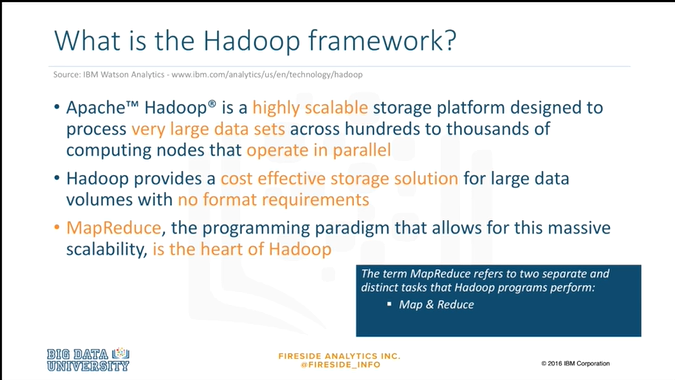 What is the Hadoop framework?
Source: IBM Watson Analytics - www.ibm.com/analytics/us/en/technology/hadoop
• Apache™ Hadoop® is a highly scalable storage platform designed to
process very large data sets across hundreds to thousands of
computing nodes that operate in parallel
• Hadoop provides a cost effective storage solution for large data
volumes with no format requirements
• MapReduce, the programming paradigm that allows for this massive
scalability, is the heart of Hadoop
The term MapReduce refers to two separate and
distinct tasks that Hadoop programs perform:
▪ Map & Reduce
BIG DATA
UNIVERSITY
FIRESIDE ANALYTICS INC.
@FIRESIDE_INFO
© 2016 IBM Corporation